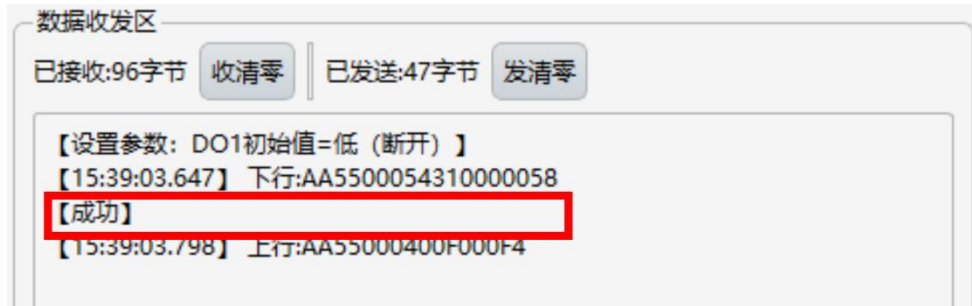 数据收发区
已接收:96字节 收清零 已发送:47字节 发清零
【设置参数：DO1初始值=低（断开）】
【15:39:03.647】 下行:AA5500054310000058
【成功】
【15:39:03.798】 上行:AA55000400F000F4